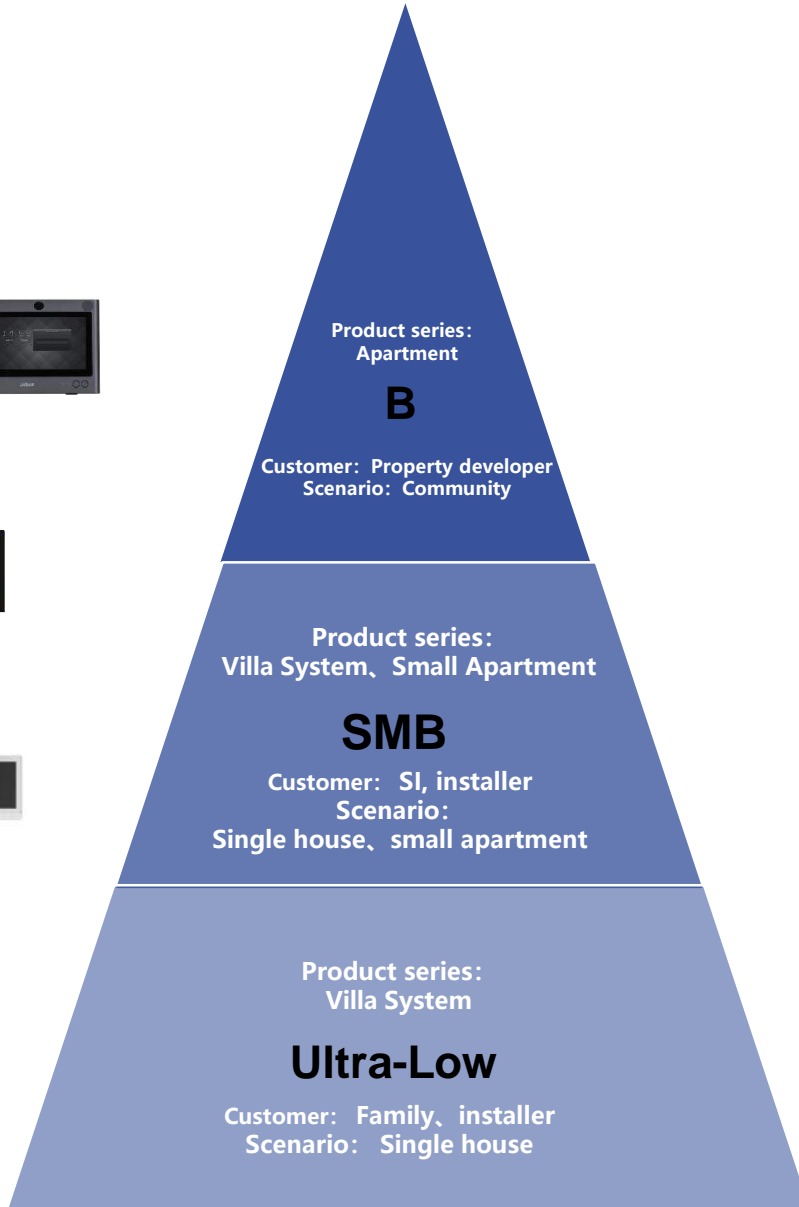 Product series：
Apartment
B
Customer：Property developer
Scenario：Community
Product series：
Villa System、Small Apartment
SMB
Customer： SI, installer
Scenario：
Single house、small apartment
Product series：
Villa System
Ultra-Low
Customer： Family、installer
Scenario： Single house